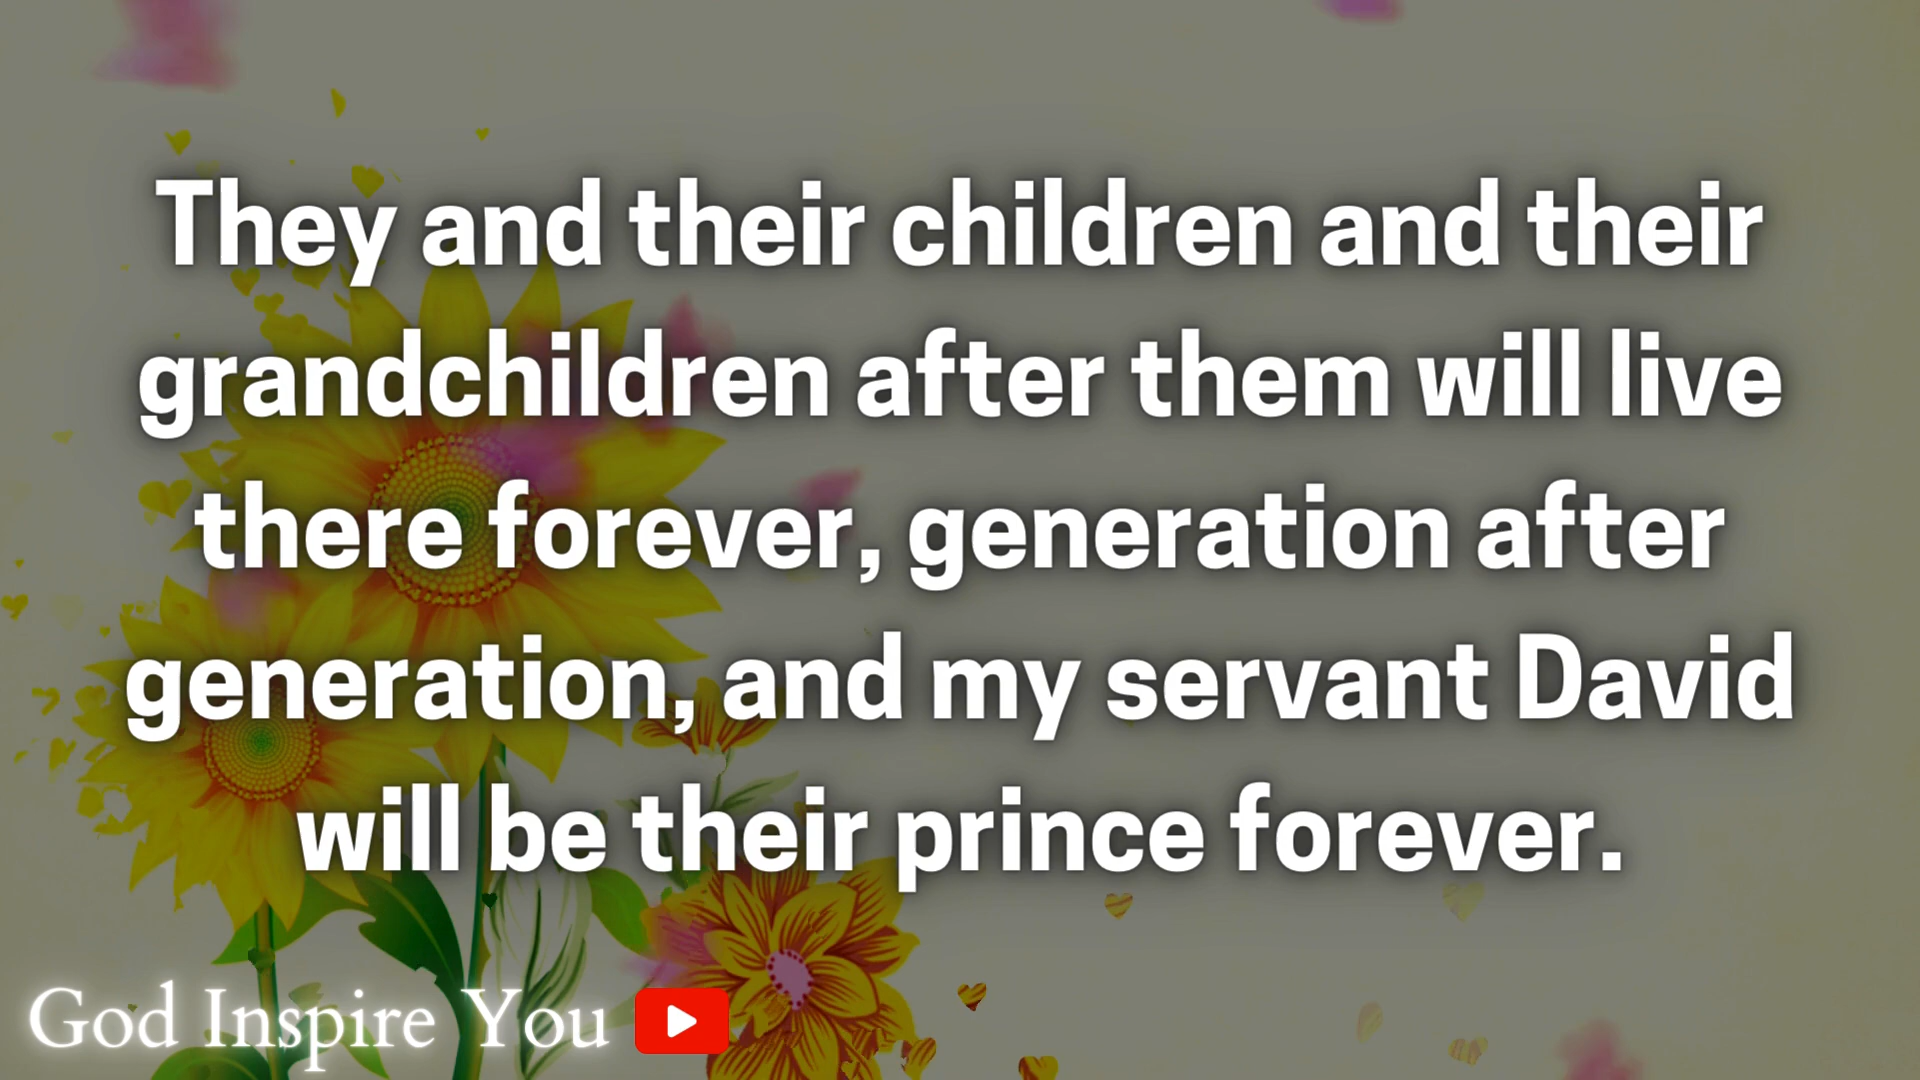 They and their children and their
grandchildren after them will live
there forever, generation after
generation, and my servant David
will be their prince forever.
God Inspire You